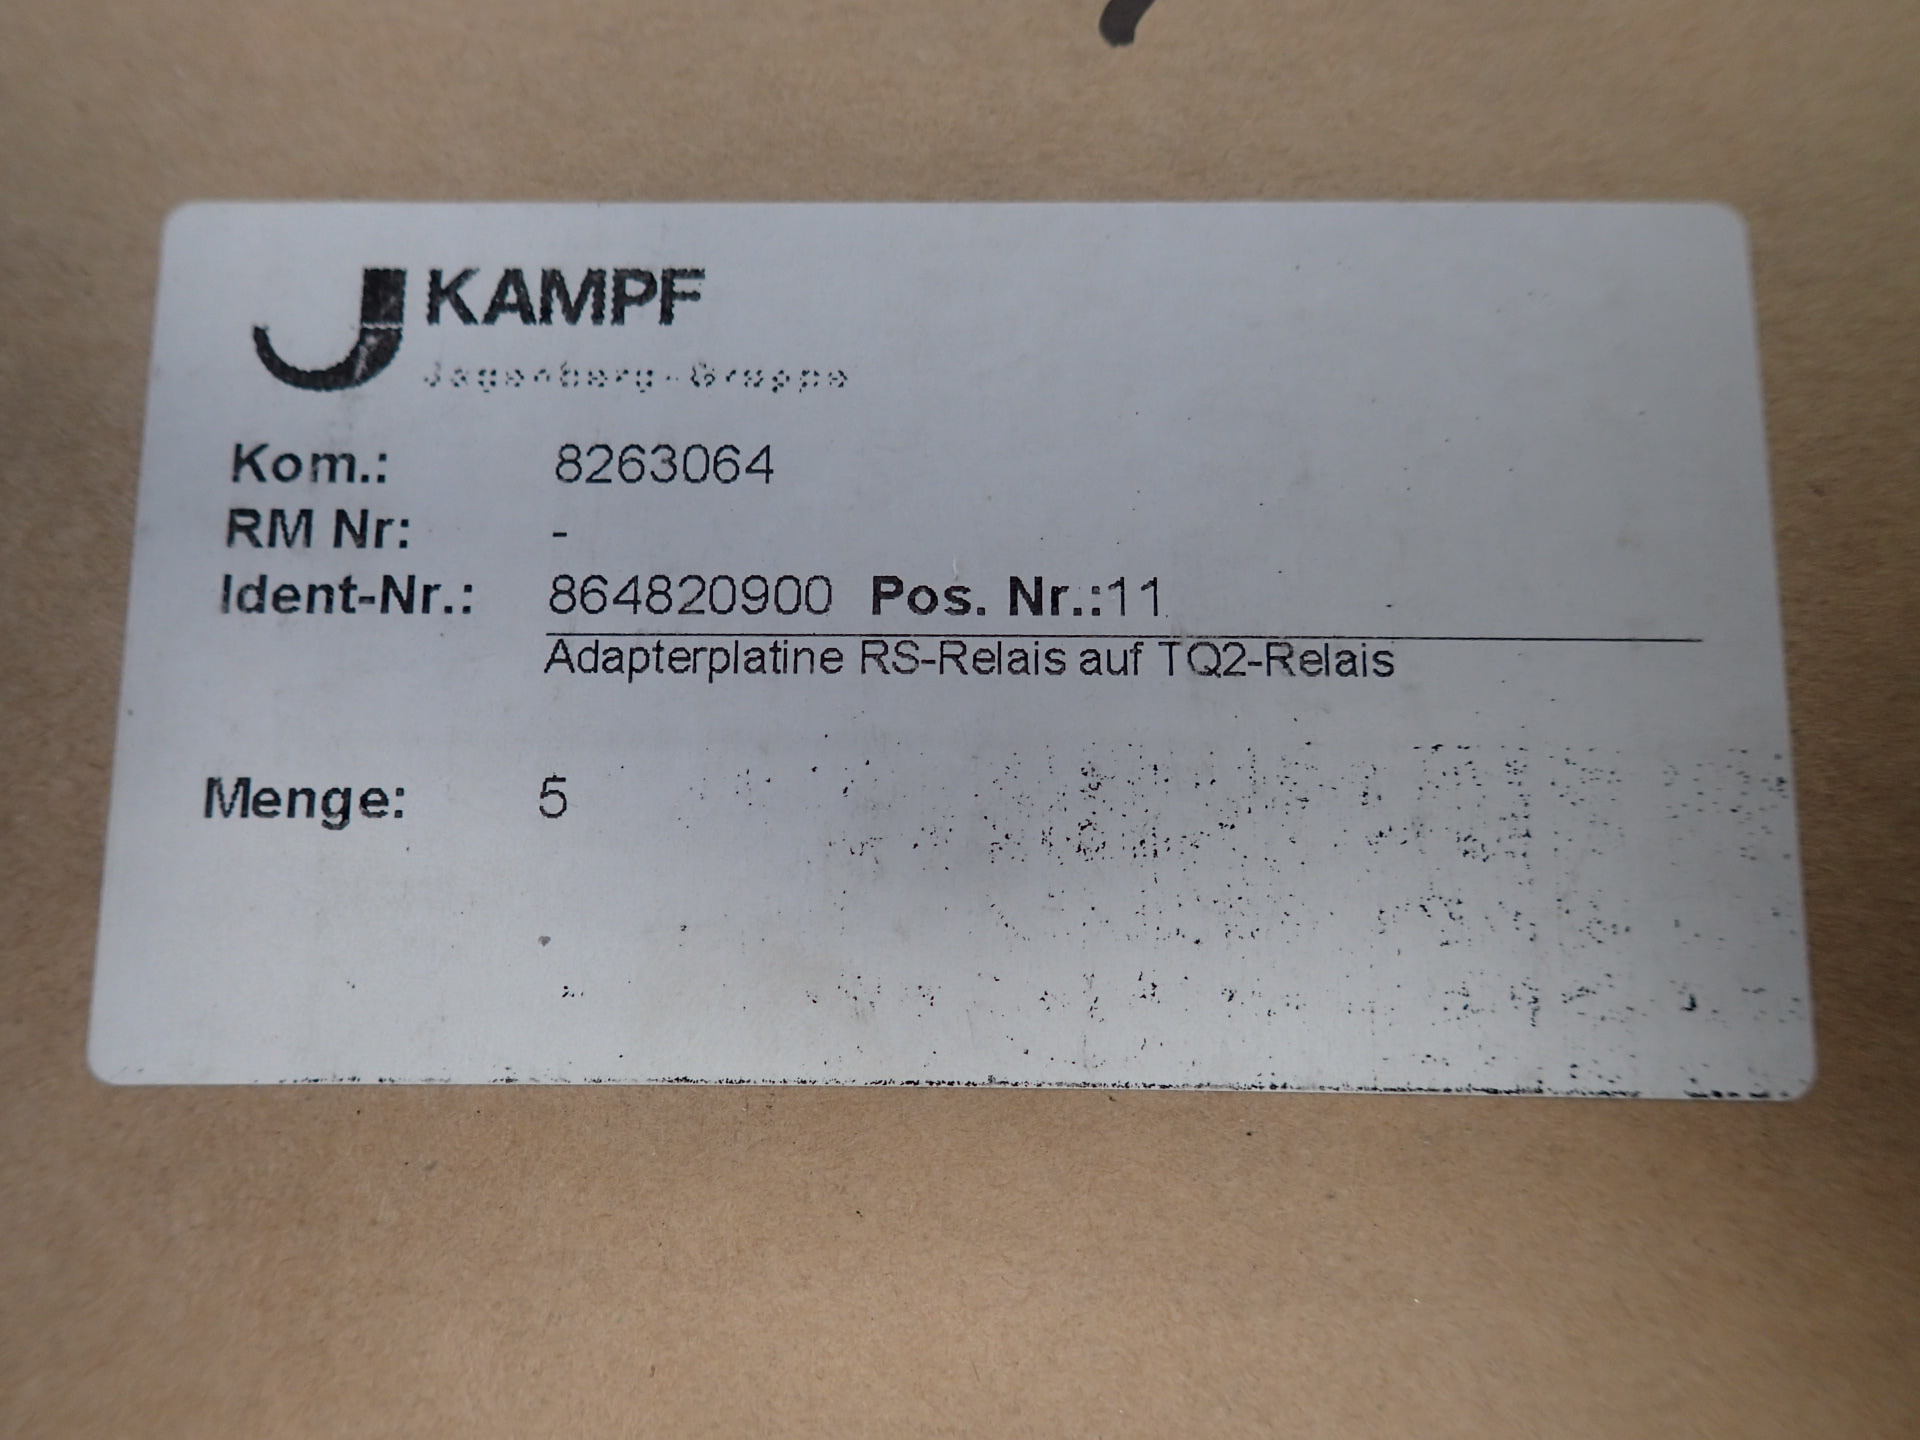 KAMPF
Jagenberg-Gruppe
Kom.: 8263064
RM Nr: -
Ident-Nr.: 864820900 Pos. Nr.:11
Adapterplatine RS-Relais auf TQ2-Relais
Menge: 5